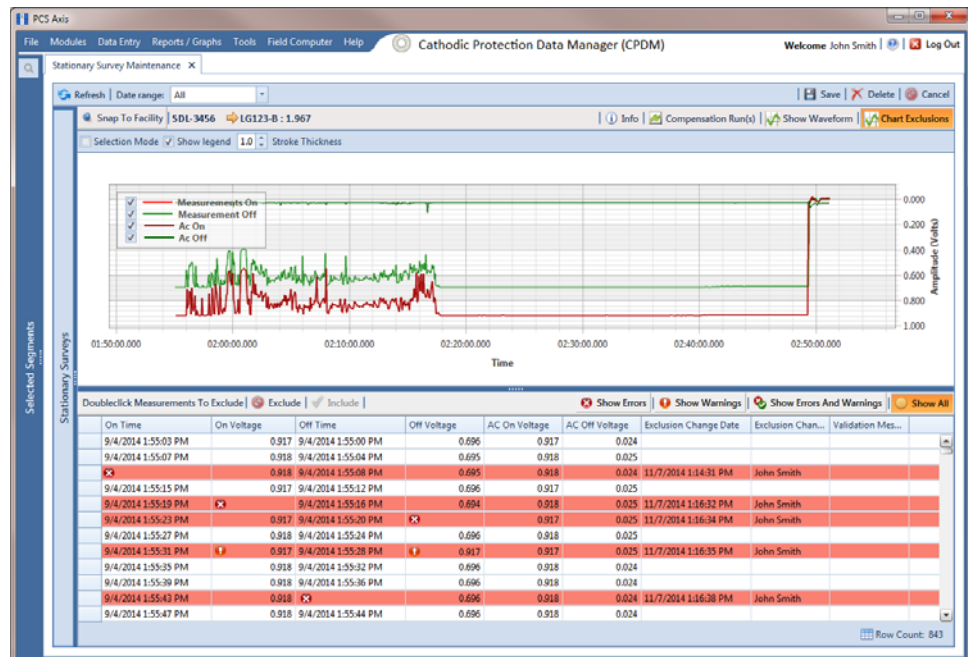 PCS Axis
File Modules Data Entry Reports / Graphs Tools Field Computer Help Cathodic Protection Data Manager (CPDM) Welcome John Smith | Log Out
Stationary Survey Maintenance X
Refresh | Date range: All | Save | Delete | Cancel
Snap To Facility | SDL-3456 LG123-B : 1.967 | Info | Compensation Run(s) | Show Waveform | Chart Exclusions
Selection Mode Show legend 1.0 Stroke Thickness
Measurements On
Measurement Off
Ac On
Ac Off
0.000
0.200
0.400
0.600
0.800
1.000
Amplitude (Volts)
01:50:00.000 02:00:00.000 02:10:00.000 02:20:00.000 02:30:00.000 02:40:00.000 02:50:00.000
Time
Selected Segments
Stationary Surveys
Doubleclick Measurements To Exclude | Exclude | Include | Show Errors | Show Warnings | Show Errors And Warnings | Show All
On Time On Voltage Off Time Off Voltage AC On Voltage AC Off Voltage Exclusion Change Date Exclusion Chan... Validation Mes...
9/4/2014 1:55:03 PM 0.917 9/4/2014 1:55:00 PM 0.696 0.917 0.024
9/4/2014 1:55:07 PM 0.918 9/4/2014 1:55:04 PM 0.695 0.918 0.025
0.918 9/4/2014 1:55:08 PM 0.695 0.918 0.024 11/7/2014 1:14:31 PM John Smith
9/4/2014 1:55:15 PM 0.917 9/4/2014 1:55:12 PM 0.696 0.917 0.025
9/4/2014 1:55:19 PM 9/4/2014 1:55:16 PM 0.694 0.918 0.025 11/7/2014 1:16:32 PM John Smith
9/4/2014 1:55:23 PM 0.917 9/4/2014 1:55:20 PM 0.917 0.025 11/7/2014 1:16:34 PM John Smith
9/4/2014 1:55:27 PM 0.918 9/4/2014 1:55:24 PM 0.696 0.918 0.025
9/4/2014 1:55:31 PM 0.917 9/4/2014 1:55:28 PM 0.917 0.917 0.025 11/7/2014 1:16:35 PM John Smith
9/4/2014 1:55:35 PM 0.918 9/4/2014 1:55:32 PM 0.696 0.918 0.024
9/4/2014 1:55:39 PM 0.918 9/4/2014 1:55:36 PM 0.696 0.918 0.024
9/4/2014 1:55:43 PM 0.918 0.696 0.918 0.024 11/7/2014 1:16:38 PM John Smith
9/4/2014 1:55:47 PM 0.918 9/4/2014 1:55:44 PM 0.696 0.918 0.024
Row Count: 843